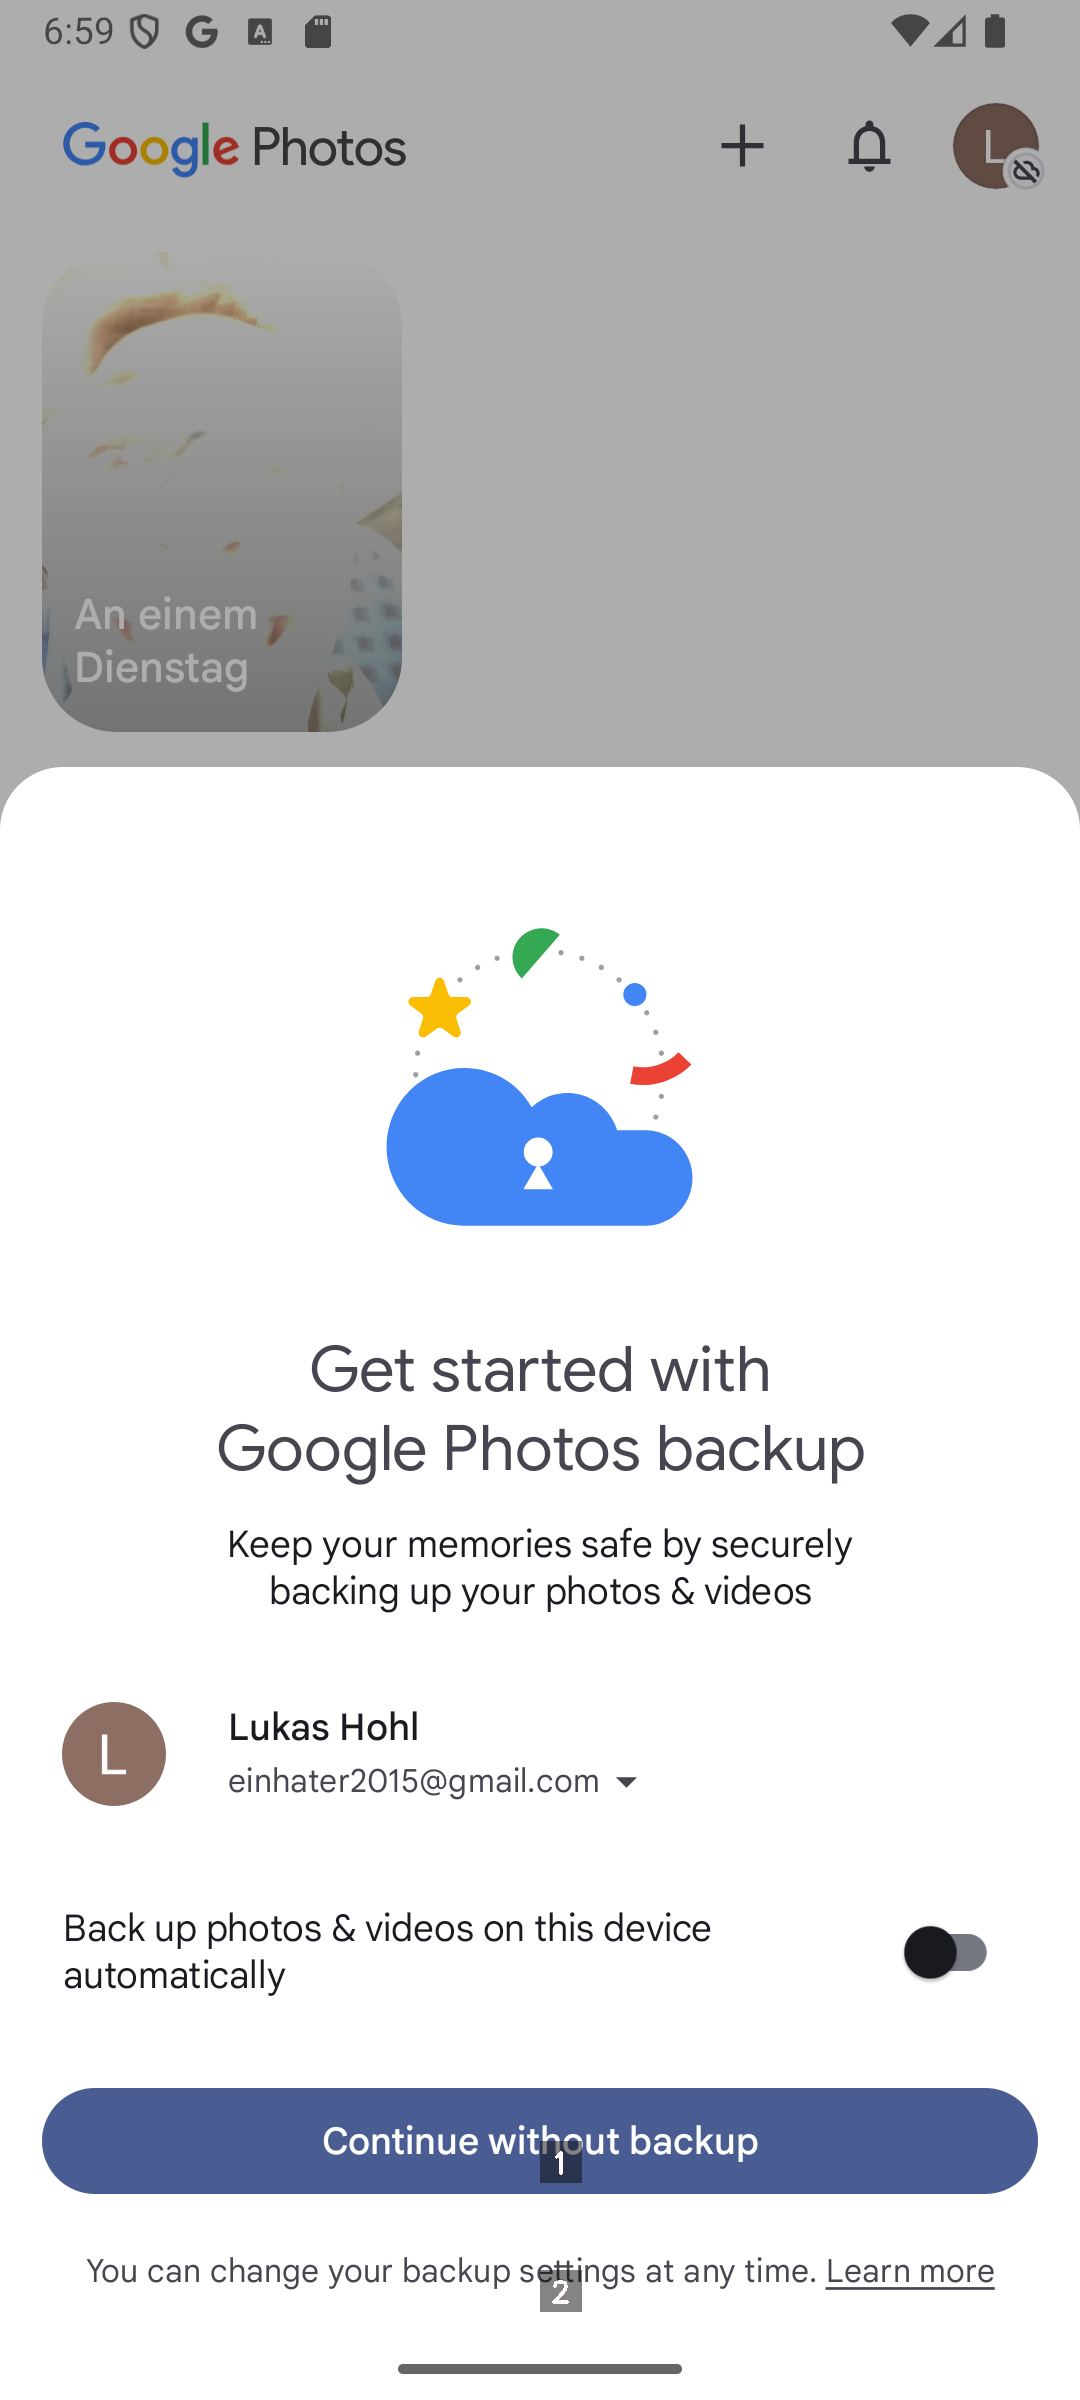 6:59
Google Photos
L
An einem
Dienstag
Get started with
Google Photos backup
Keep your memories safe by securely
backing up your photos & videos
L
Lukas Hohl
einhater2015@gmail.com
Back up photos & videos on this device
automatically
Continue without backup
1
You can change your backup settings at any time. Learn more
2